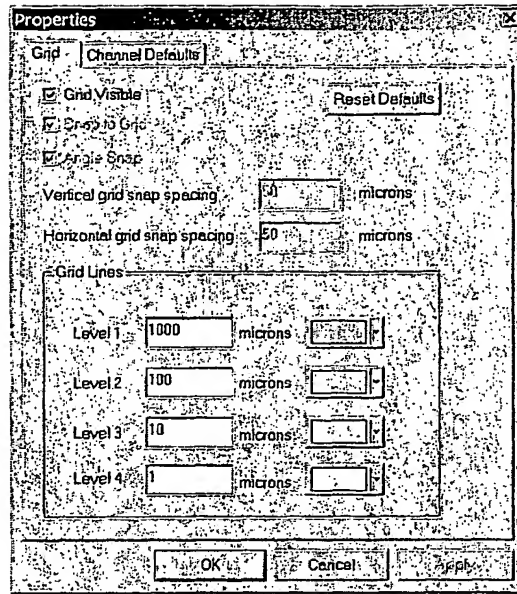 Properties
Grid Channel Defaults
Grid Visible Reset Defaults
Snap to Grid
Angle Snap
Vertical grid snap spacing microns
Horizontal grid snap spacing 50 microns
Grid Lines
Level 1 1000 microns
Level 2 100 microns
Level 3 10 microns
Level 4 1 microns
OK Cancel Apply